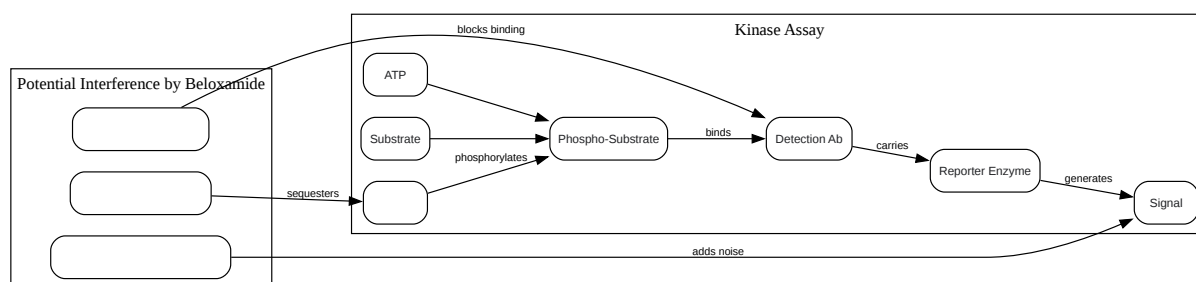 Kinase Assay
blocks binding
ATP
Potential Interference by Beloxamide
Substrate
phosphorylates
Phospho-Substrate
binds
Detection Ab
carries
Reporter Enzyme
generates
Signal
sequesters
adds noise